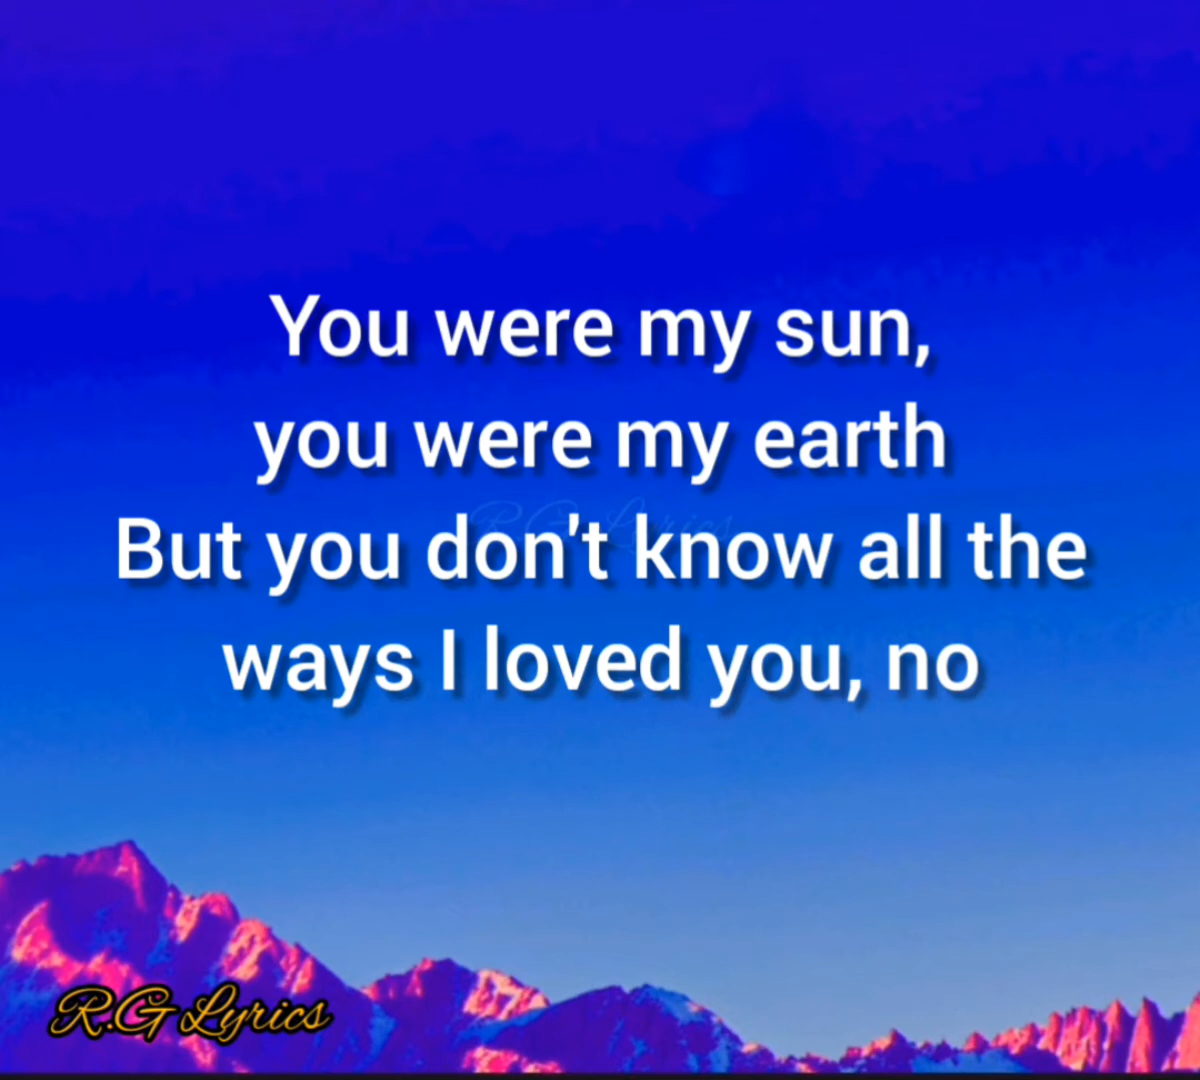 You were my sun,
you were my earth
But you don't know all the
ways I loved you, no
R.G Lyrics
R.G Lyrics